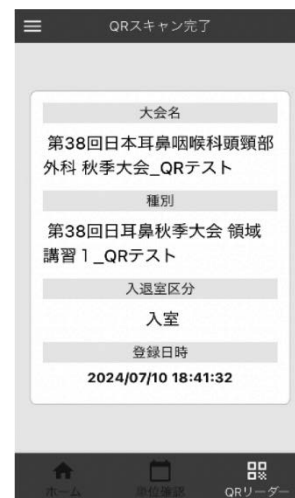 QRスキャン完了
大会名
第38回日本耳鼻咽喉科頭頸部
外科 秋季大会_QRテスト
種別
第38回日耳鼻秋季大会 領域
講習1_QRテスト
入退室区分
入室
登録日時
2024/07/10 18:41:32
ホーム
単位確認
QRリーダー